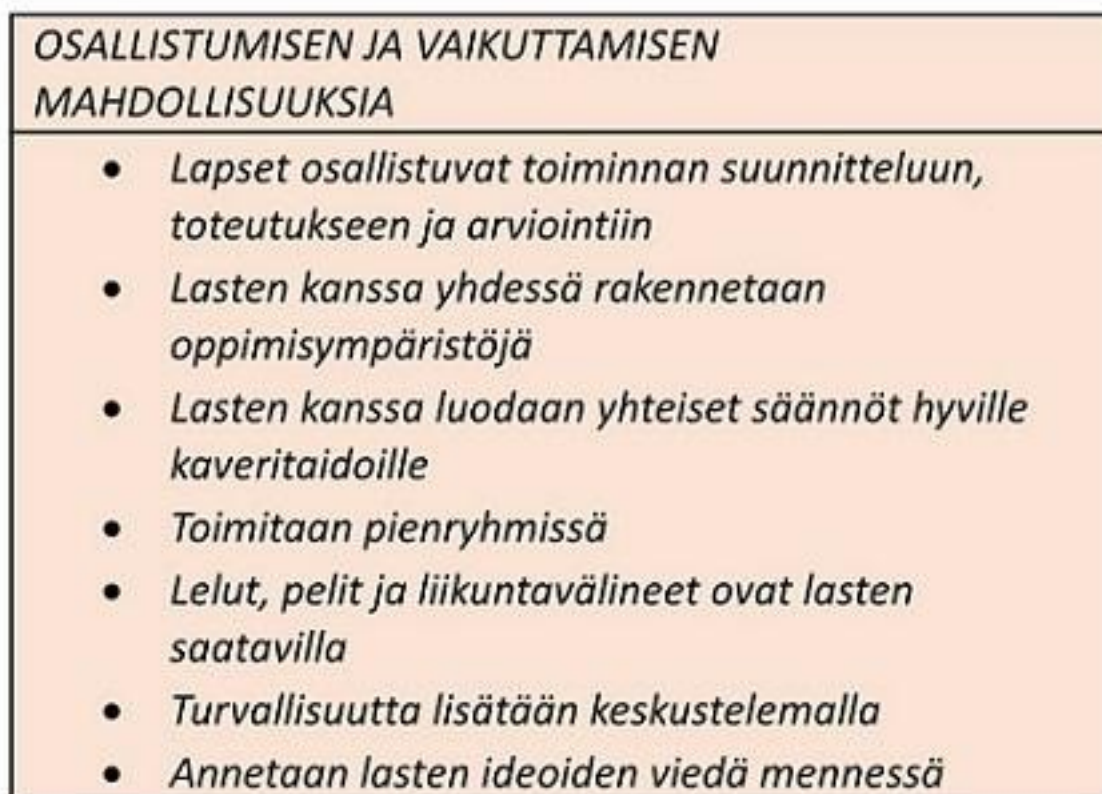 OSALLISTUMISEN JA VAIKUTTAMISEN
MAHDOLLISUUKSIA
• Lapset osallistuvat toiminnan suunnitteluun,
toteutukseen ja arviointiin
• Lasten kanssa yhdessä rakennetaan
oppimisympäristöjä
• Lasten kanssa luodaan yhteiset säännöt hyville
kaveritaidoille
• Toimitaan pienryhmissä
• Lelut, pelit ja liikuntavälineet ovat lasten
saatavilla
• Turvallisuutta lisätään keskustelemalla
• Annetaan lasten ideoiden viedä mennessä